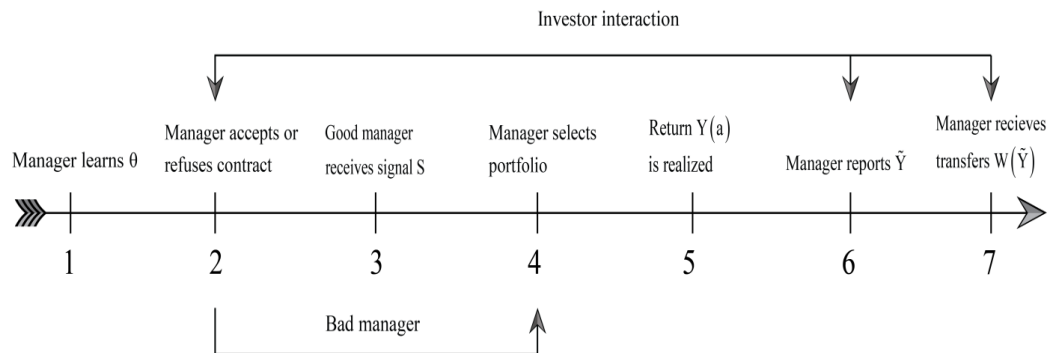 Investor interaction
Manager learns θ
Manager accepts or
refuses contract
Good manager
receives signal S
Manager selects
portfolio
Return Y(a)
is realized
Manager reports Ỹ
Manager recieves
transfers W(Ỹ)
1 2 3 4 5 6 7
Bad manager